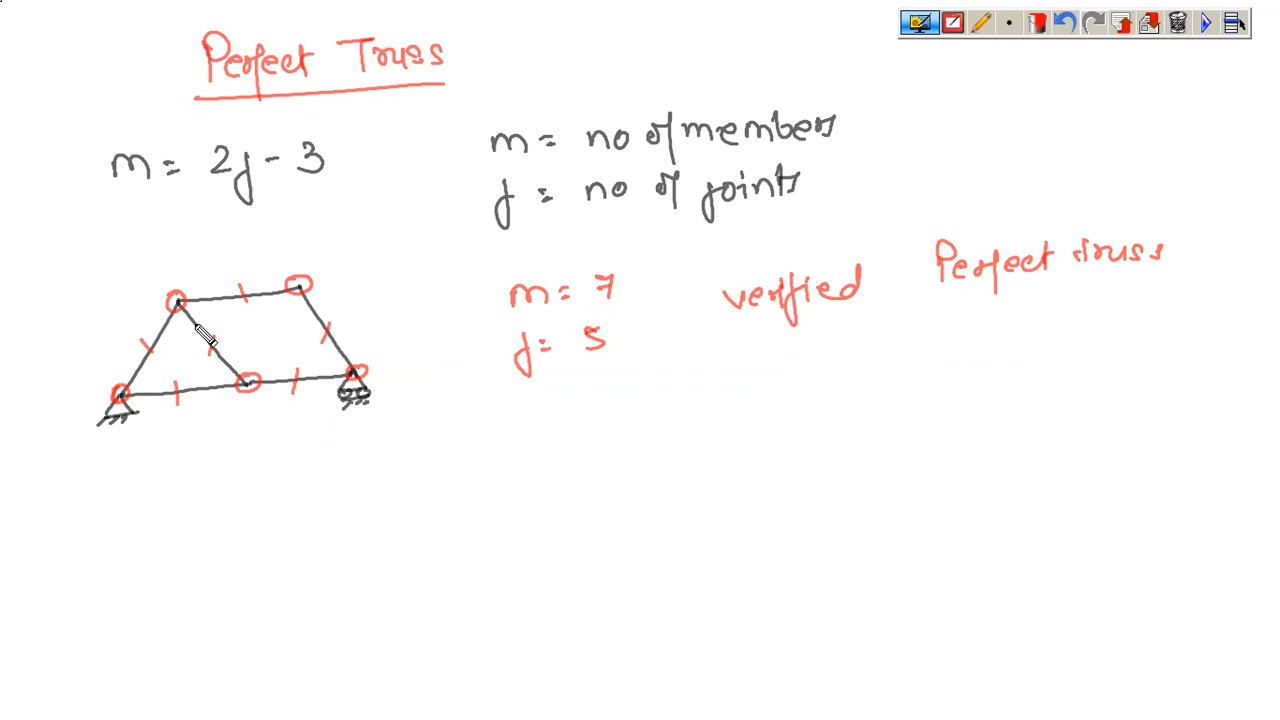 Perfect Truss
m = 2j - 3
m = no of members
j = no of joints
m = 7
j = 5
verified
Perfect truss